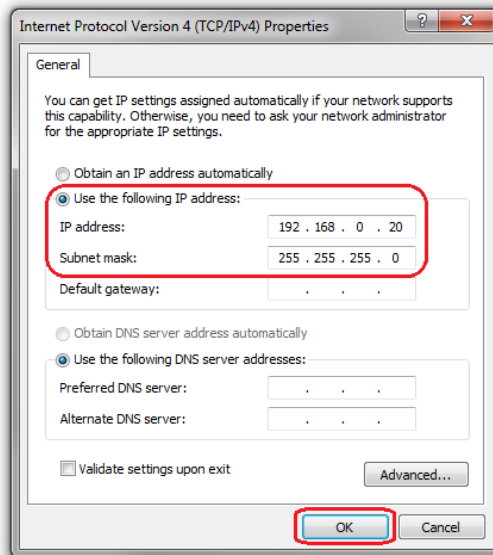 Internet Protocol Version 4 (TCP/IPv4) Properties
General
You can get IP settings assigned automatically if your network supports
this capability. Otherwise, you need to ask your network administrator
for the appropriate IP settings.
Obtain an IP address automatically
Use the following IP address:
IP address: 192 . 168 . 0 . 20
Subnet mask: 255 . 255 . 255 . 0
Default gateway: . . .
Obtain DNS server address automatically
Use the following DNS server addresses:
Preferred DNS server: . . .
Alternate DNS server: . . .
Validate settings upon exit
Advanced...
OK Cancel